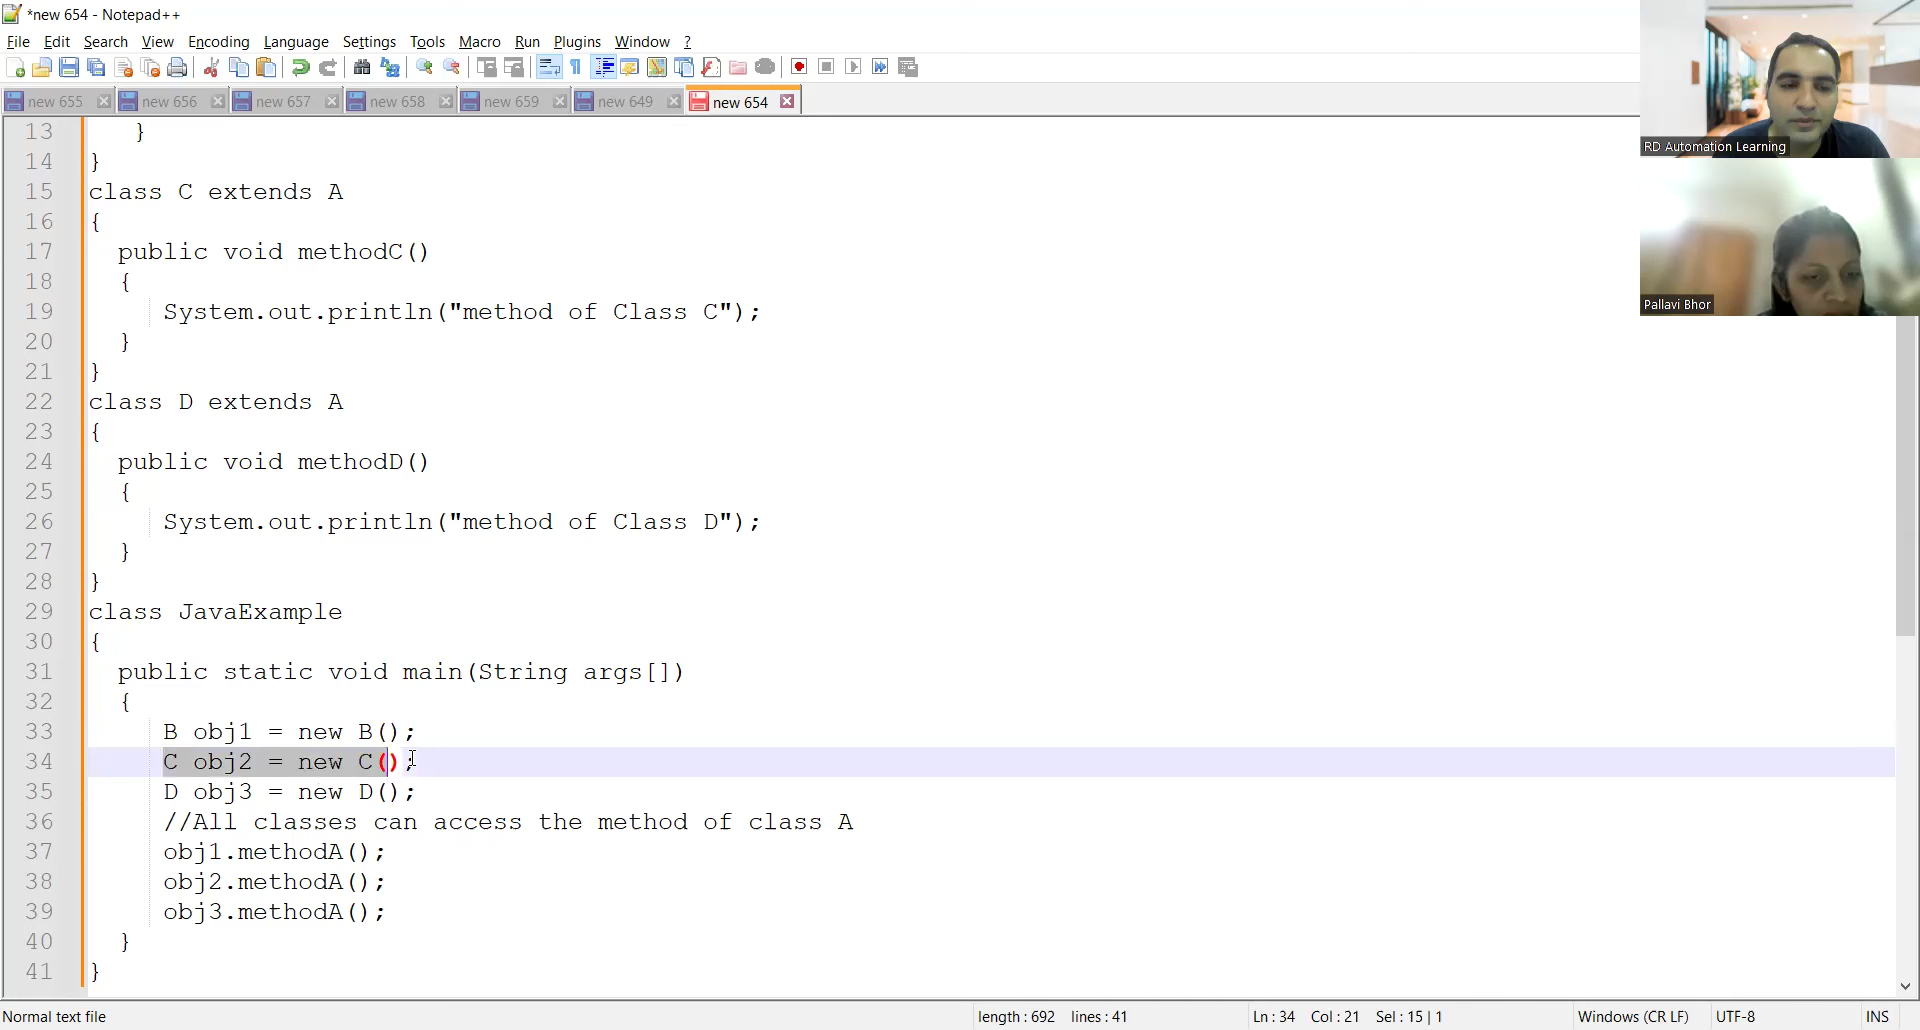 *new 654 - Notepad++
File Edit Search View Encoding Language Settings Tools Macro Run Plugins Window ?
new 655 new 656 new 657 new 658 new 659 new 649 new 654
13 }
14 }
15 class C extends A
16 {
17 public void methodC()
18 {
19 System.out.println("method of Class C");
20 }
21 }
22 class D extends A
23 {
24 public void methodD()
25 {
26 System.out.println("method of Class D");
27 }
28 }
29 class JavaExample
30 {
31 public static void main(String args[])
32 {
33 B obj1 = new B();
34 C obj2 = new C();
35 D obj3 = new D();
36 //All classes can access the method of class A
37 obj1.methodA();
38 obj2.methodA();
39 obj3.methodA();
40 }
41 }
RD Automation Learning
Pallavi Bhor
Normal text file length : 692 lines : 41 Ln : 34 Col : 21 Sel : 15 | 1 Windows (CR LF) UTF-8 INS